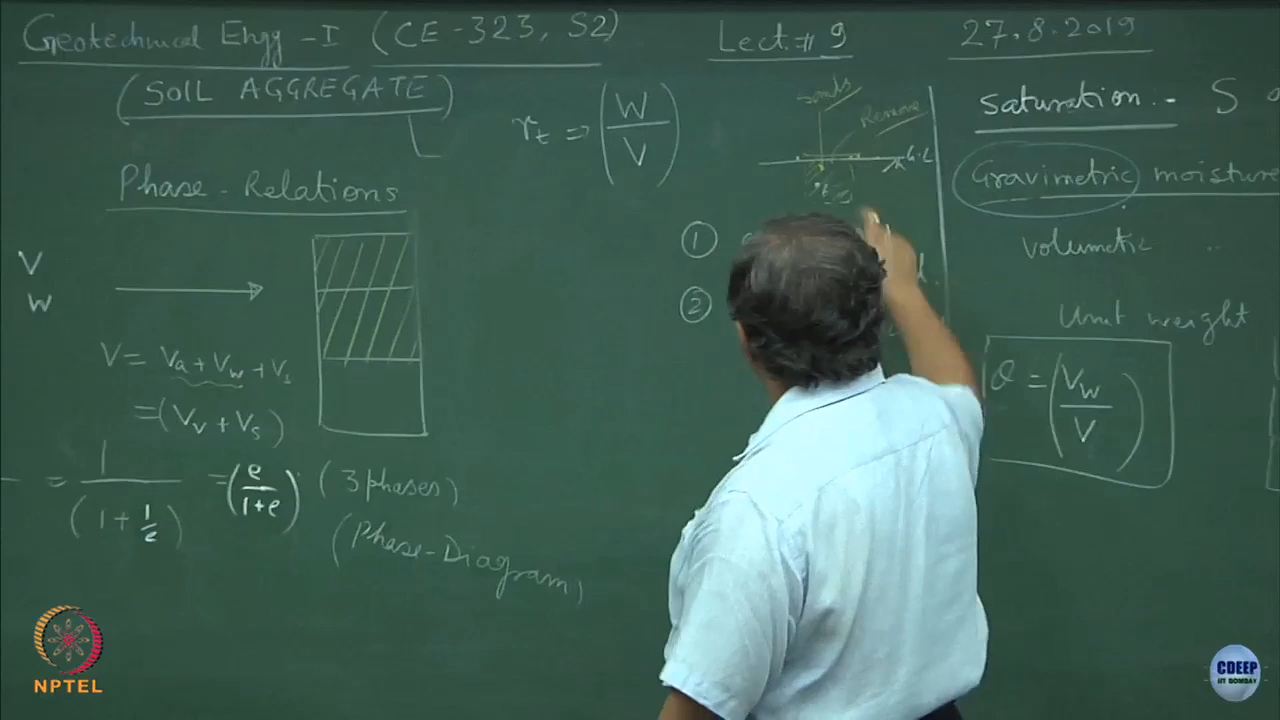 Geotechnical Engg-I (CE-323, S2)
Lect.# 9
27.8.2019
(SOIL AGGREGATE)
Phase-Relations
V
W
V = Va + Vw + Vs
= (Vv + Vs)
= 1 / (1 + 1/e) = (e / 1+e)
(3 phases)
(Phase-Diagram)
γt => (W / V)
Sands
Remove
G.L
①
②
Saturation :- S
Gravimetric moisture
volumetric "
Unit weight
θ = (Vw / V)
NPTEL
CDEEP
IIT BOMBAY